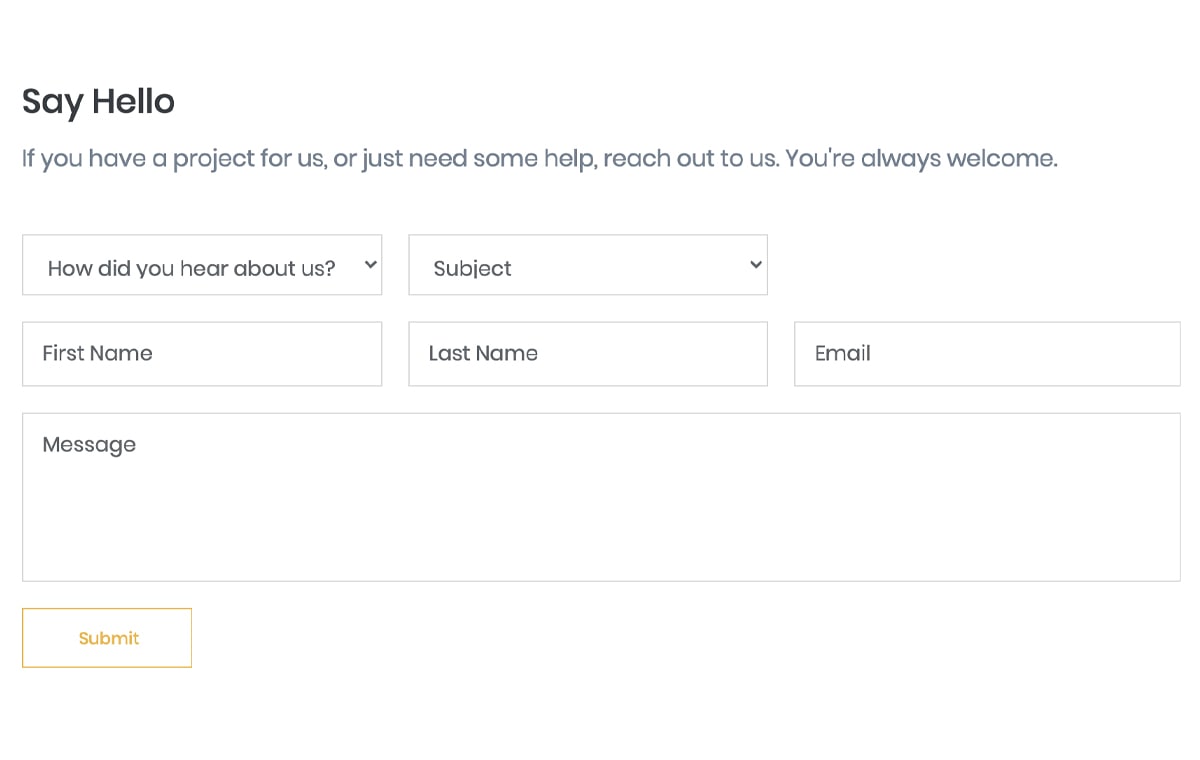 Say Hello
If you have a project for us, or just need some help, reach out to us. You're always welcome.
How did you hear about us?
Subject
First Name
Last Name
Email
Message
Submit